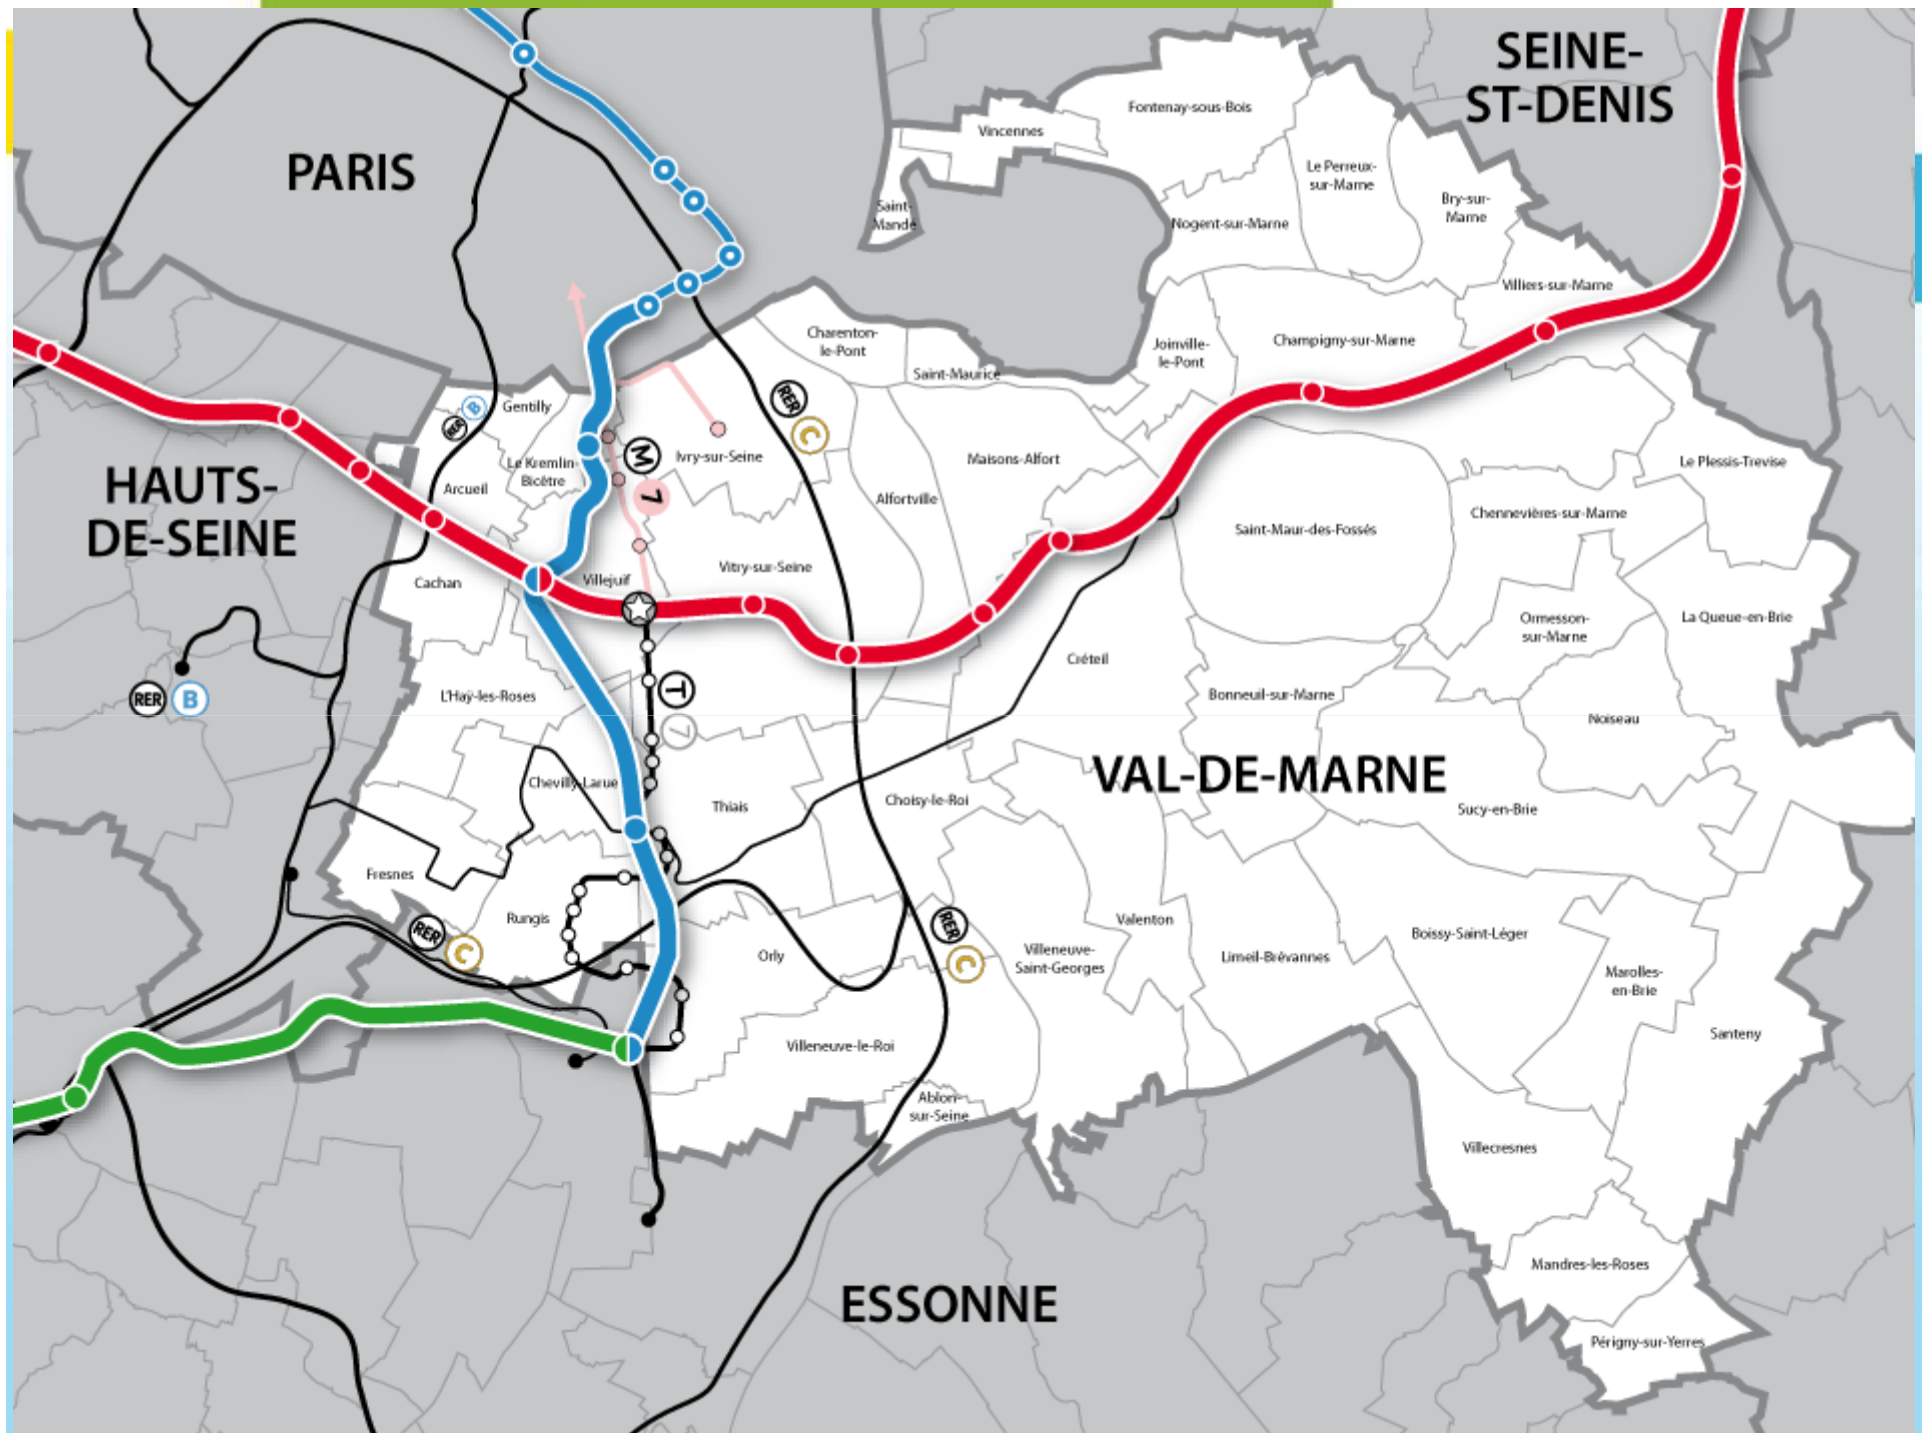 SEINE-
ST-DENIS
Fontenay-sous-Bois
Vincennes
PARIS
Le Perreux-
sur-Marne
Bry-sur-
Marne
Saint-
Mandé
Nogent-sur-Marne
Villiers-sur-Marne
Charenton-
le-Pont
Joinville-
le-Pont
Champigny-sur-Marne
Saint-Maurice
RER
B
Gentilly
RER
C
HAUTS-
DE-SEINE
Le Kremlin-
Bicêtre
Arcueil
M
7
Ivry-sur-Seine
Maisons-Alfort
Le Plessis-Trevise
Alfortville
Chennevières-sur-Marne
Saint-Maur-des-Fossés
Cachan
Villejuif
Vitry-sur-Seine
Ormesson-
sur-Marne
La Queue-en-Brie
Créteil
RER
B
L'Haÿ-les-Roses
T
7
Bonneuil-sur-Marne
Noiseau
VAL-DE-MARNE
Chevilly-Larue
Thiais
Choisy-le-Roi
Sucy-en-Brie
Fresnes
Rungis
RER
C
Orly
RER
C
Villeneuve-
Saint-Georges
Valenton
Limeil-Brévannes
Boissy-Saint-Léger
Marolles-
en-Brie
Santeny
Villeneuve-le-Roi
Ablon-
sur-Seine
Villecresnes
Mandres-les-Roses
ESSONNE
Périgny-sur-Yerres